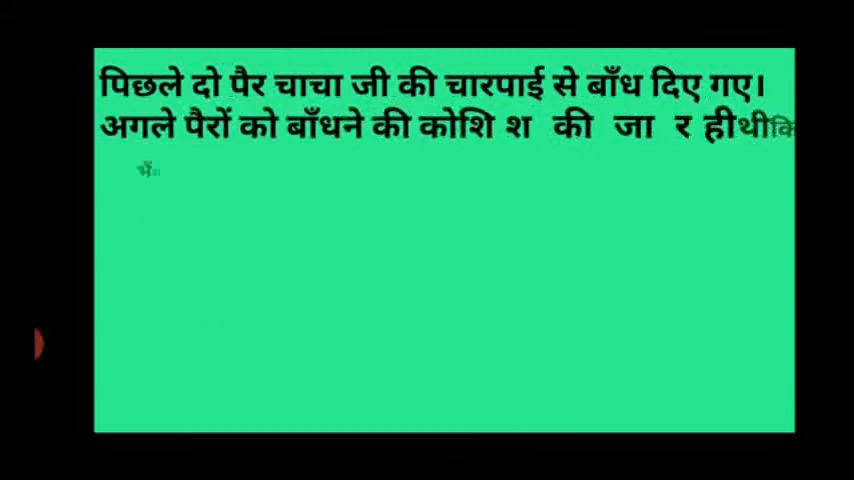 पिछले दो पैर चाचा जी की चारपाई से बाँध दिए गए।
अगले पैरों को बाँधने की कोशि श की जा र ही थी कि